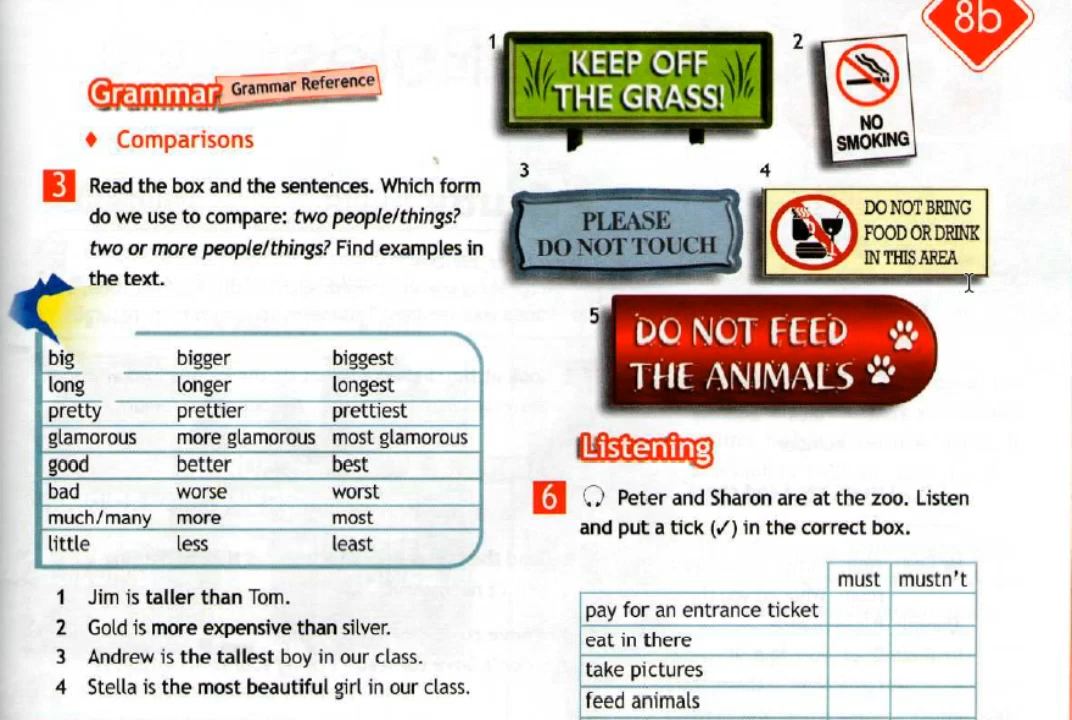 8b
Grammar Grammar Reference
♦ Comparisons
3 Read the box and the sentences. Which form
do we use to compare: two people/things?
two or more people/things? Find examples in
the text.
big bigger biggest
long longer longest
pretty prettier prettiest
glamorous more glamorous most glamorous
good better best
bad worse worst
much/many more most
little less least
1 Jim is taller than Tom.
2 Gold is more expensive than silver.
3 Andrew is the tallest boy in our class.
4 Stella is the most beautiful girl in our class.
1
KEEP OFF
THE GRASS!
2
NO
SMOKING
3
PLEASE
DO NOT TOUCH
4
DO NOT BRING
FOOD OR DRINK
IN THIS AREA
5
DO NOT FEED
THE ANIMALS
Listening
6 Peter and Sharon are at the zoo. Listen
and put a tick (✓) in the correct box.
must mustn't
pay for an entrance ticket
eat in there
take pictures
feed animals